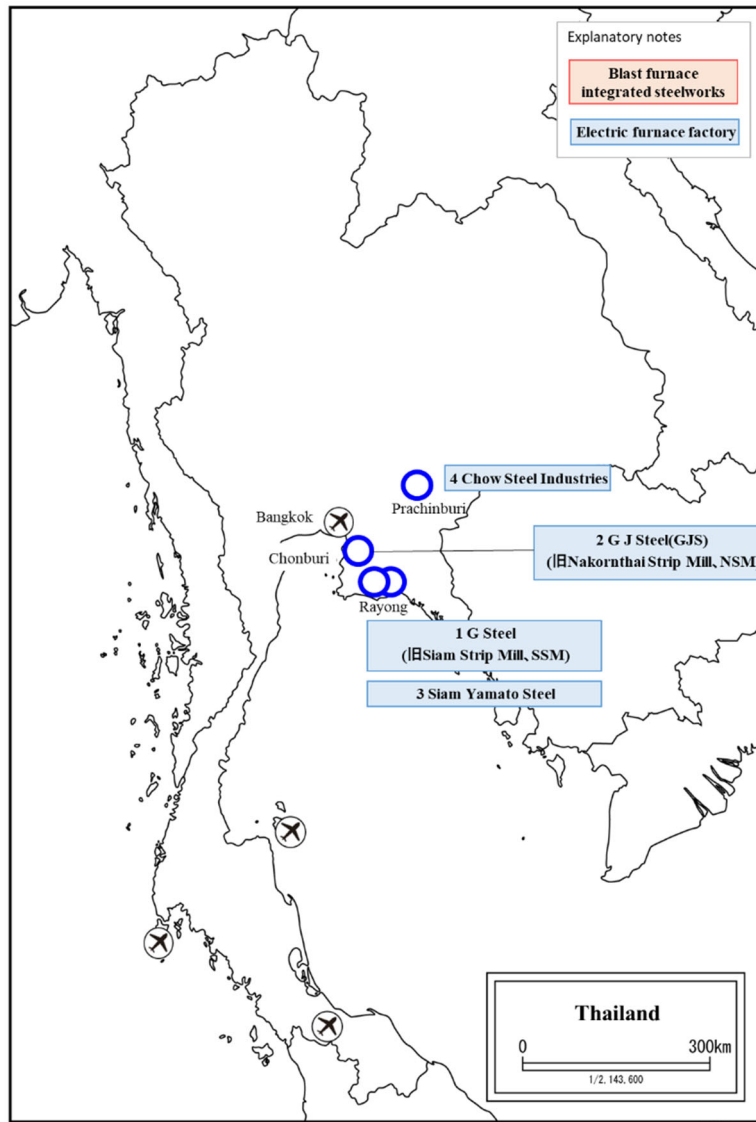 Explanatory notes
Blast furnace
integrated steelworks
Electric furnace factory
4 Chow Steel Industries
Prachinburi
Bangkok
2 G J Steel(GJS)
(旧Nakornthai Strip Mill、NSM
Chonburi
Rayong
1 G Steel
(旧Siam Strip Mill、SSM)
3 Siam Yamato Steel
Thailand
0 300km
1/2,143,600